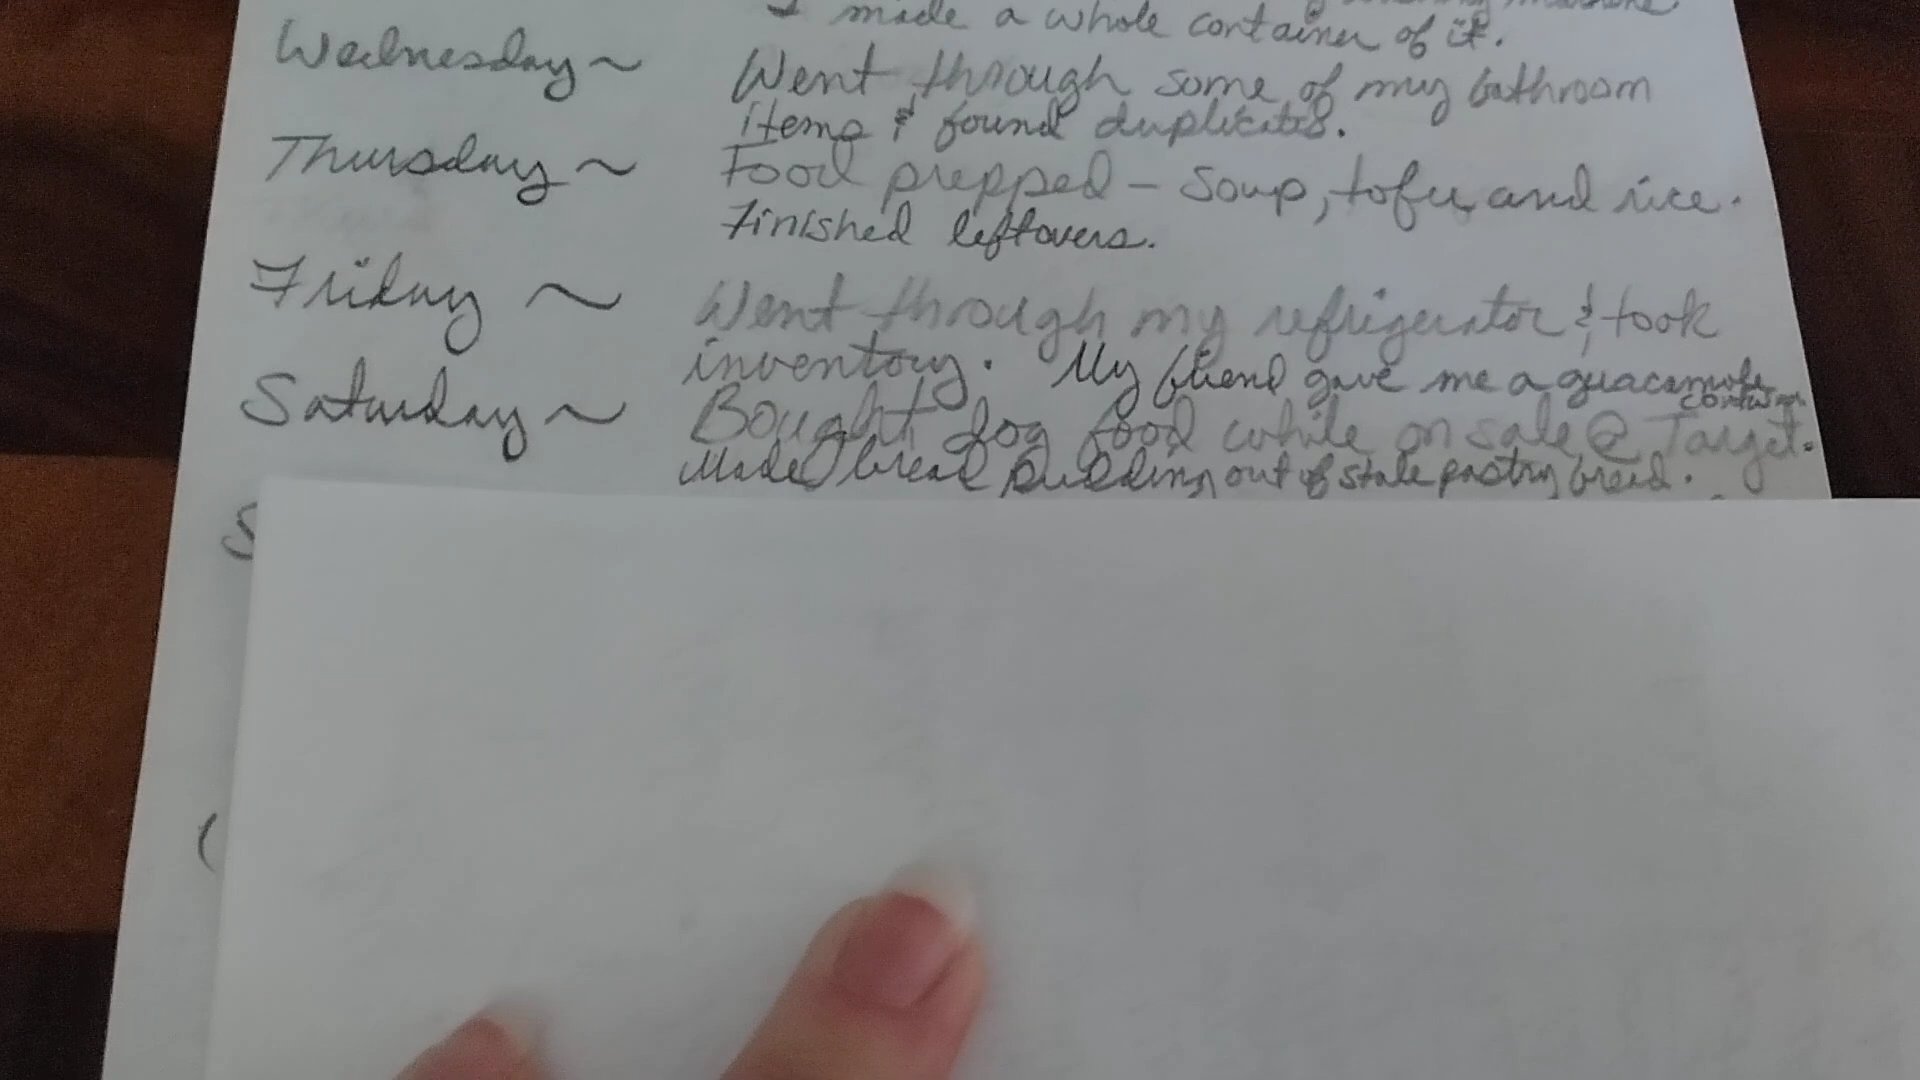 I made a whole container of it.
Wednesday ~ Went through some of my bathroom
items & found duplicates.
Thursday ~ Food prepped - soup, tofu, and rice.
Finished leftovers.
Friday ~ Went through my refrigerator & took
inventory. My friend gave me a guacamole
container.
Saturday ~ Bought dog food while on sale @ Target.
Made bread pudding out of stale pastry bread.
S
(